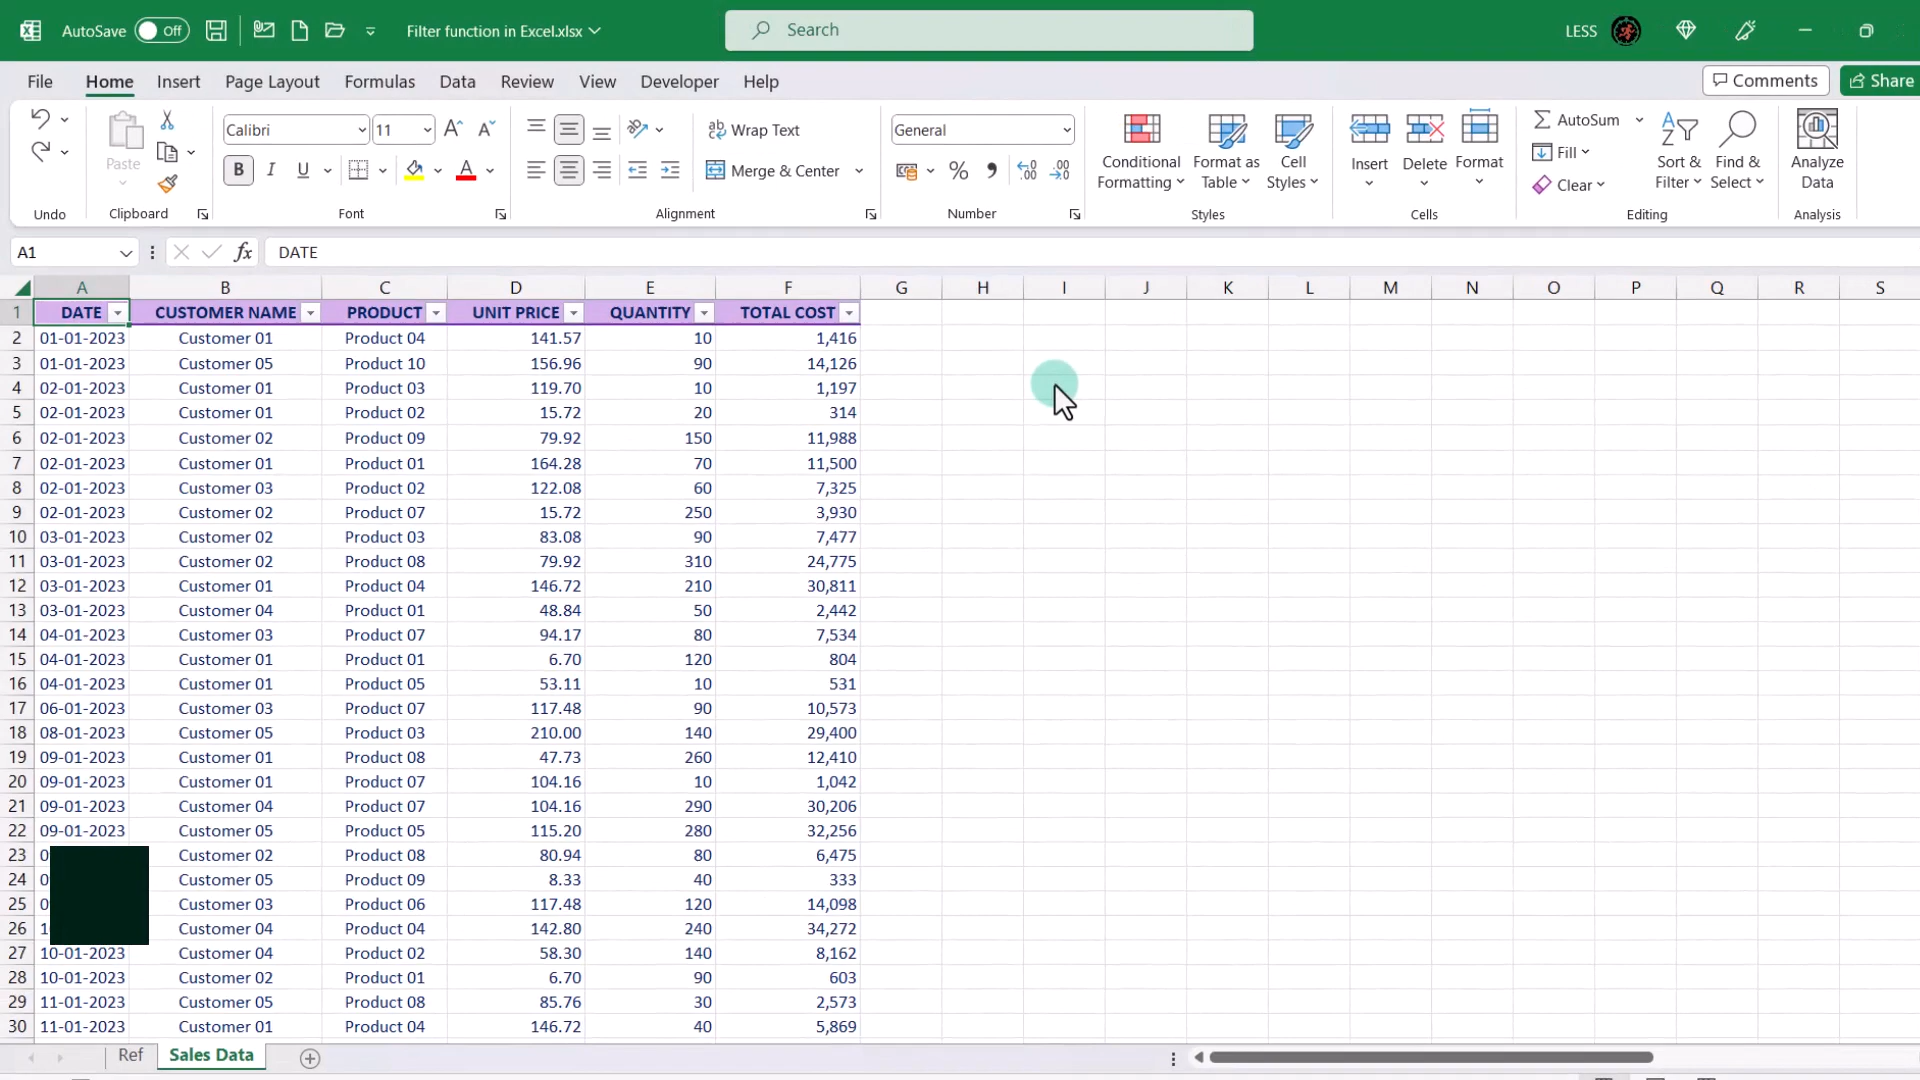 AutoSave Off Filter function in Excel.xlsx Search LESS
File Home Insert Page Layout Formulas Data Review View Developer Help Comments Share
Calibri 11 Wrap Text General AutoSum
Paste B I U Merge & Center % , Conditional Formatting Format as Table Cell Styles Insert Delete Format Fill Clear Sort & Filter Find & Select Analyze Data
Undo Clipboard Font Alignment Number Styles Cells Editing Analysis
A1 fx DATE
A B C D E F G H I J K L M N O P Q R S
1 DATE CUSTOMER NAME PRODUCT UNIT PRICE QUANTITY TOTAL COST
2 01-01-2023 Customer 01 Product 04 141.57 10 1,416
3 01-01-2023 Customer 05 Product 10 156.96 90 14,126
4 02-01-2023 Customer 01 Product 03 119.70 10 1,197
5 02-01-2023 Customer 01 Product 02 15.72 20 314
6 02-01-2023 Customer 02 Product 09 79.92 150 11,988
7 02-01-2023 Customer 01 Product 01 164.28 70 11,500
8 02-01-2023 Customer 03 Product 02 122.08 60 7,325
9 02-01-2023 Customer 02 Product 07 15.72 250 3,930
10 03-01-2023 Customer 02 Product 03 83.08 90 7,477
11 03-01-2023 Customer 02 Product 08 79.92 310 24,775
12 03-01-2023 Customer 01 Product 04 146.72 210 30,811
13 03-01-2023 Customer 04 Product 01 48.84 50 2,442
14 04-01-2023 Customer 03 Product 07 94.17 80 7,534
15 04-01-2023 Customer 01 Product 01 6.70 120 804
16 04-01-2023 Customer 01 Product 05 53.11 10 531
17 06-01-2023 Customer 03 Product 07 117.48 90 10,573
18 08-01-2023 Customer 05 Product 03 210.00 140 29,400
19 09-01-2023 Customer 01 Product 08 47.73 260 12,410
20 09-01-2023 Customer 01 Product 07 104.16 10 1,042
21 09-01-2023 Customer 04 Product 07 104.16 290 30,206
22 09-01-2023 Customer 05 Product 05 115.20 280 32,256
23 Customer 02 Product 08 80.94 80 6,475
24 Customer 05 Product 09 8.33 40 333
25 Customer 03 Product 06 117.48 120 14,098
26 Customer 04 Product 04 142.80 240 34,272
27 10-01-2023 Customer 04 Product 02 58.30 140 8,162
28 10-01-2023 Customer 02 Product 01 6.70 90 603
29 11-01-2023 Customer 05 Product 08 85.76 30 2,573
30 11-01-2023 Customer 01 Product 04 146.72 40 5,869
Ref Sales Data